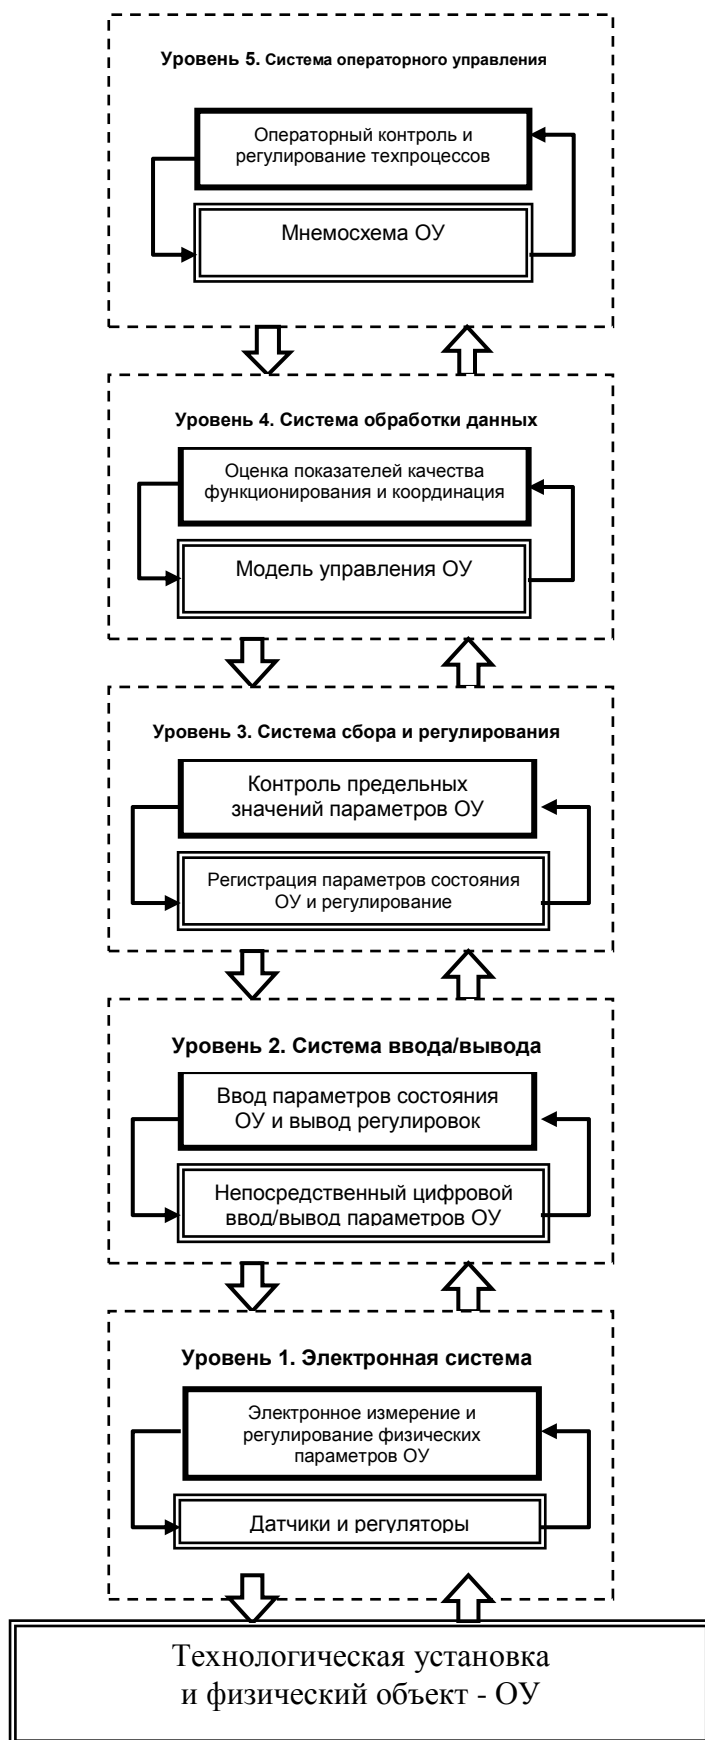 Уровень 5. Система операторного управления
Операторный контроль и
регулирование техпроцессов
Мнемосхема ОУ
Уровень 4. Система обработки данных
Оценка показателей качества
функционирования и координация
Модель управления ОУ
Уровень 3. Система сбора и регулирования
Контроль предельных
значений параметров ОУ
Регистрация параметров состояния
ОУ и регулирование
Уровень 2. Система ввода/вывода
Ввод параметров состояния
ОУ и вывод регулировок
Непосредственный цифровой
ввод/вывод параметров ОУ
Уровень 1. Электронная система
Электронное измерение и
регулирование физических
параметров ОУ
Датчики и регуляторы
Технологическая установка
и физический объект - ОУ